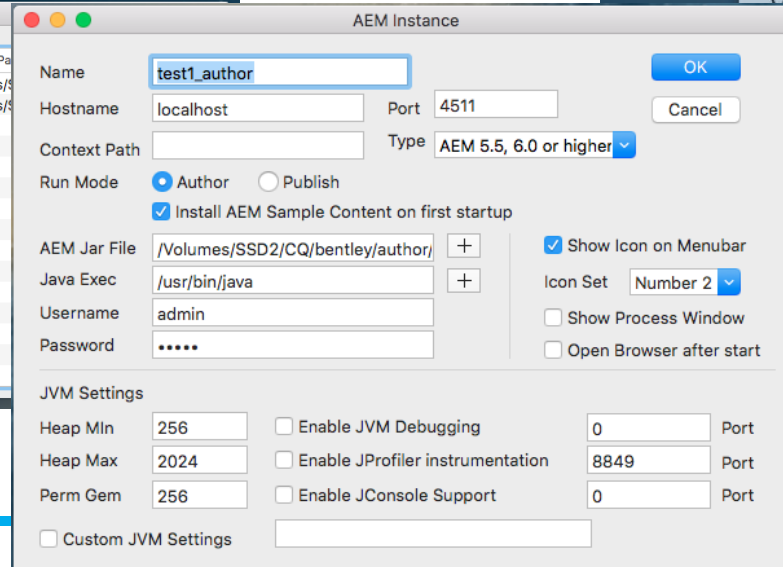 AEM Instance
Pa
Name test1_author OK
Hostname localhost Port 4511 Cancel
Context Path Type AEM 5.5, 6.0 or higher
Run Mode Author Publish
Install AEM Sample Content on first startup
AEM Jar File /Volumes/SSD2/CQ/bentley/author/ + Show Icon on Menubar
Java Exec /usr/bin/java + Icon Set Number 2
Username admin Show Process Window
Password ••••• Open Browser after start
JVM Settings
Heap MIn 256 Enable JVM Debugging 0 Port
Heap Max 2024 Enable JProfiler instrumentation 8849 Port
Perm Gem 256 Enable JConsole Support 0 Port
Custom JVM Settings